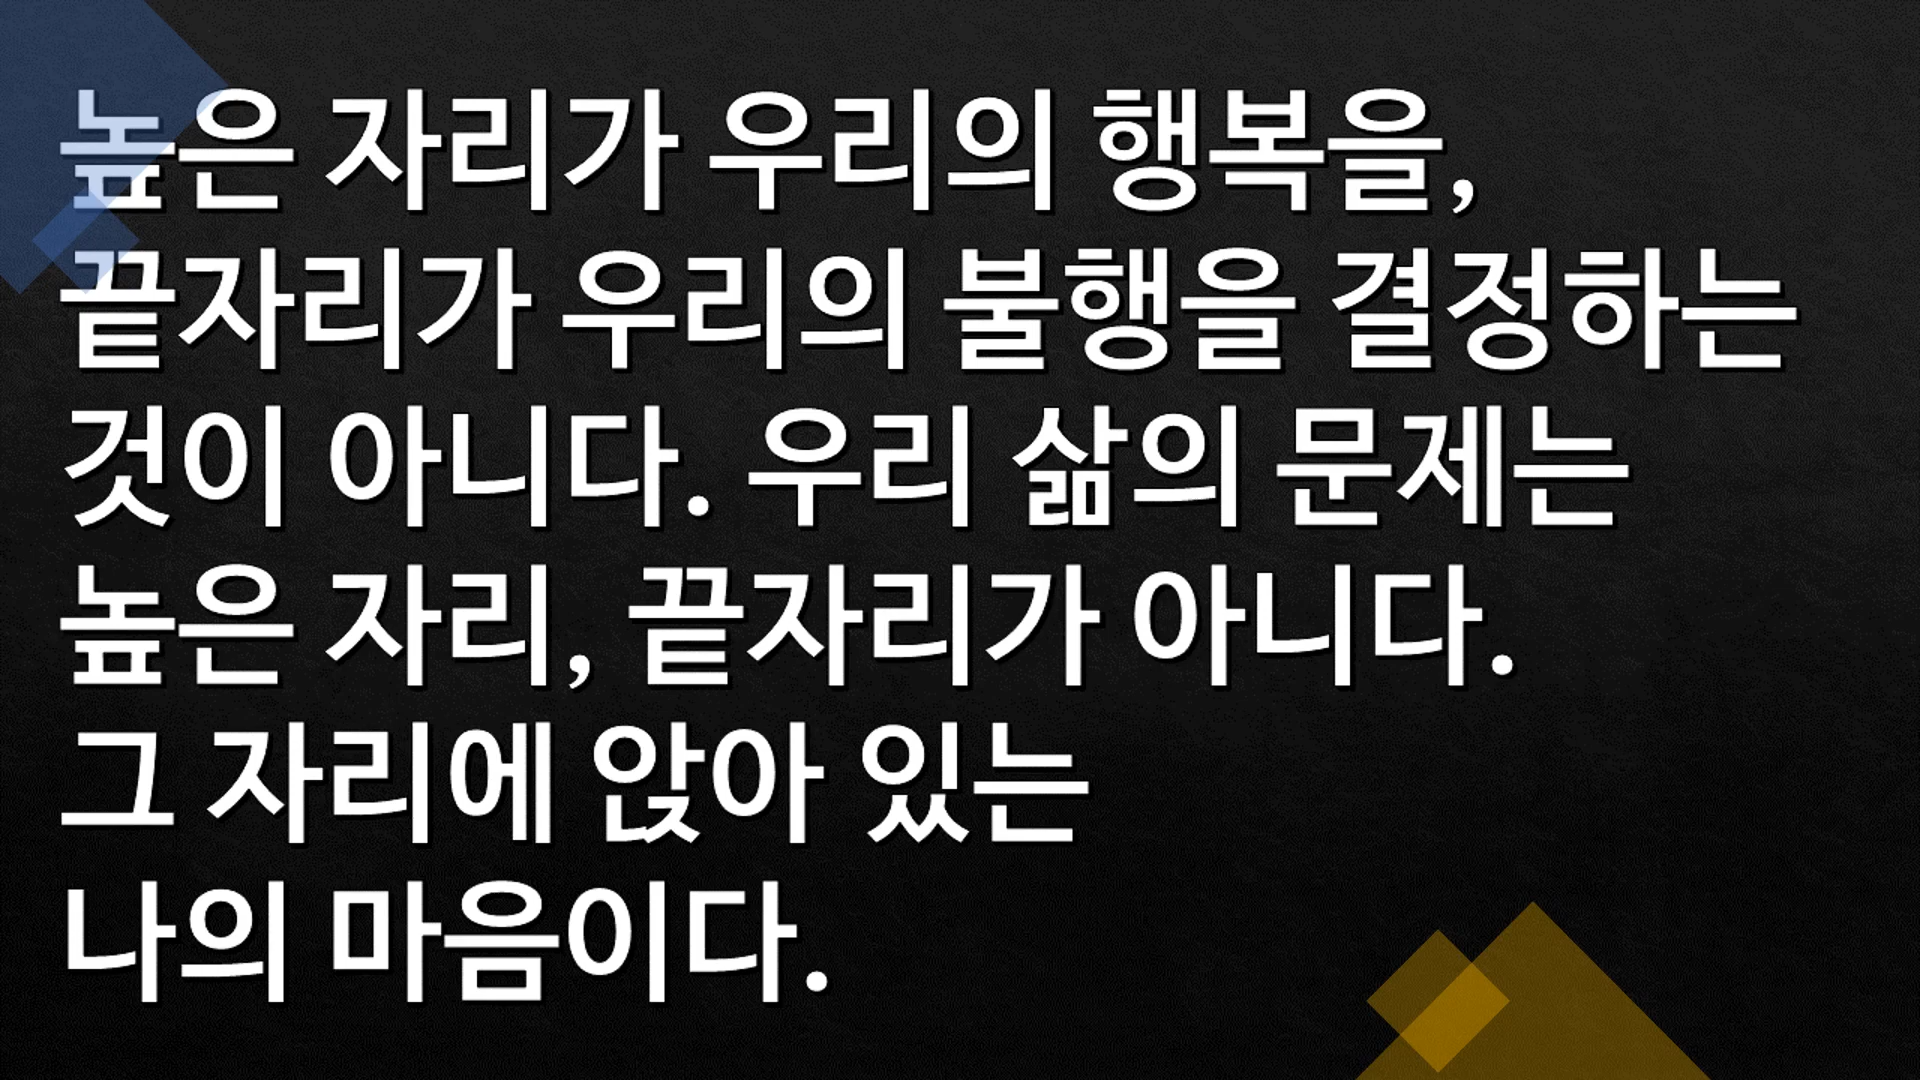 높은 자리가 우리의 행복을,
끝자리가 우리의 불행을 결정하는
것이 아니다. 우리 삶의 문제는
높은 자리, 끝자리가 아니다.
그 자리에 앉아 있는
나의 마음이다.